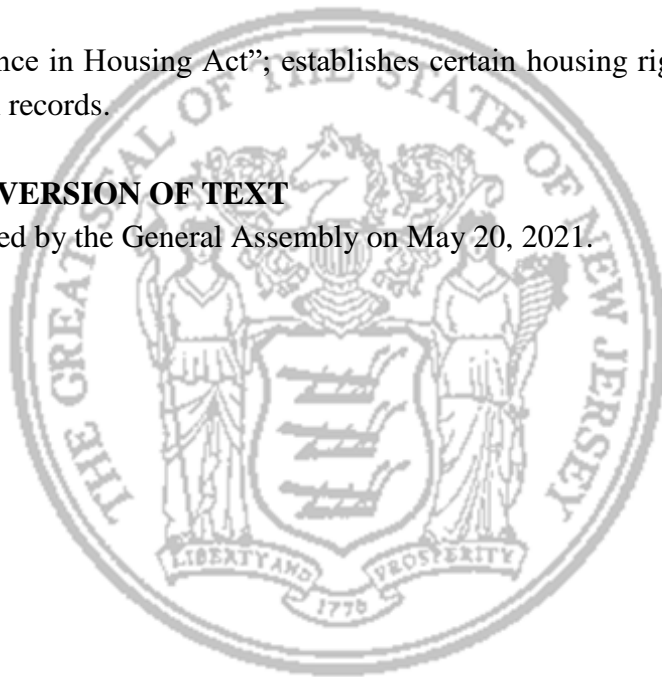 nce in Housing Act”; establishes certain housing rig
records.
VERSION OF TEXT
ed by the General Assembly on May 20, 2021.
THE GREAT SEAL OF THE STATE OF NEW JERSEY
LIBERTY AND PROSPERITY
1776